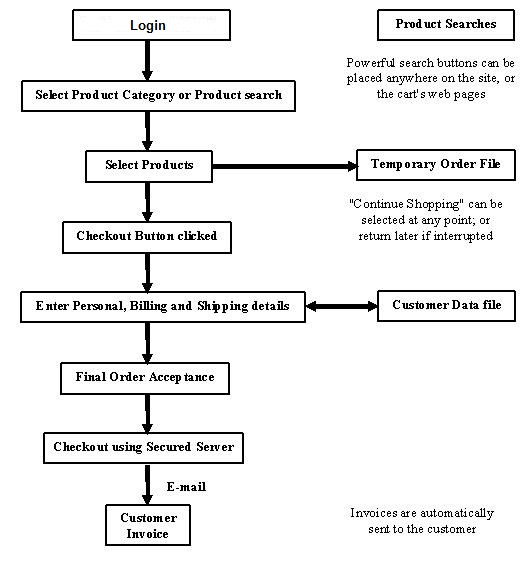 Login
Product Searches
Powerful search buttons can be
placed anywhere on the site, or
the cart's web pages
Select Product Category or Product search
Select Products
Temporary Order File
"Continue Shopping" can be
selected at any point; or
return later if interrupted
Checkout Button clicked
Enter Personal, Billing and Shipping details
Customer Data file
Final Order Acceptance
Checkout using Secured Server
E-mail
Customer
Invoice
Invoices are automatically
sent to the customer